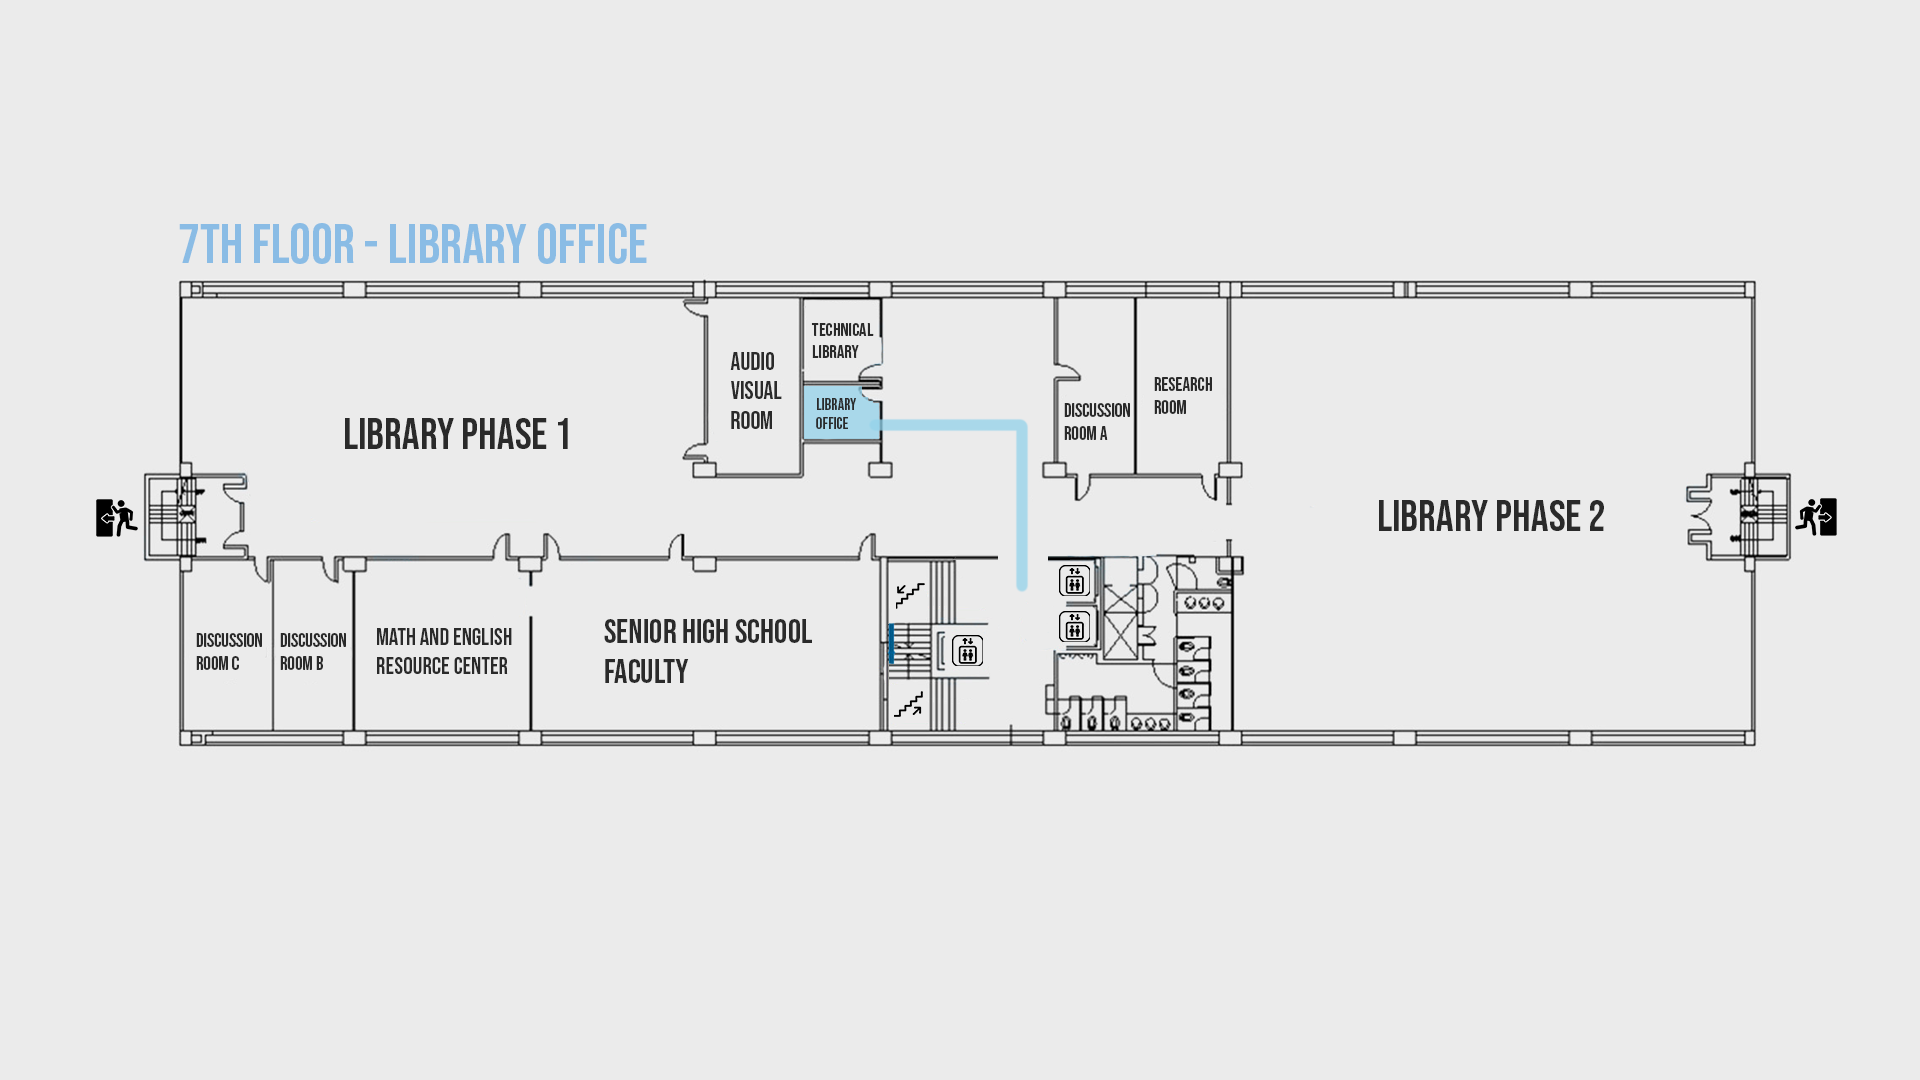 7TH FLOOR - LIBRARY OFFICE
TECHNICAL
LIBRARY
AUDIO
VISUAL
ROOM
LIBRARY
OFFICE
RESEARCH
ROOM
DISCUSSION
ROOM A
LIBRARY PHASE 1
LIBRARY PHASE 2
DISCUSSION
ROOM C
DISCUSSION
ROOM B
MATH AND ENGLISH
RESOURCE CENTER
SENIOR HIGH SCHOOL
FACULTY